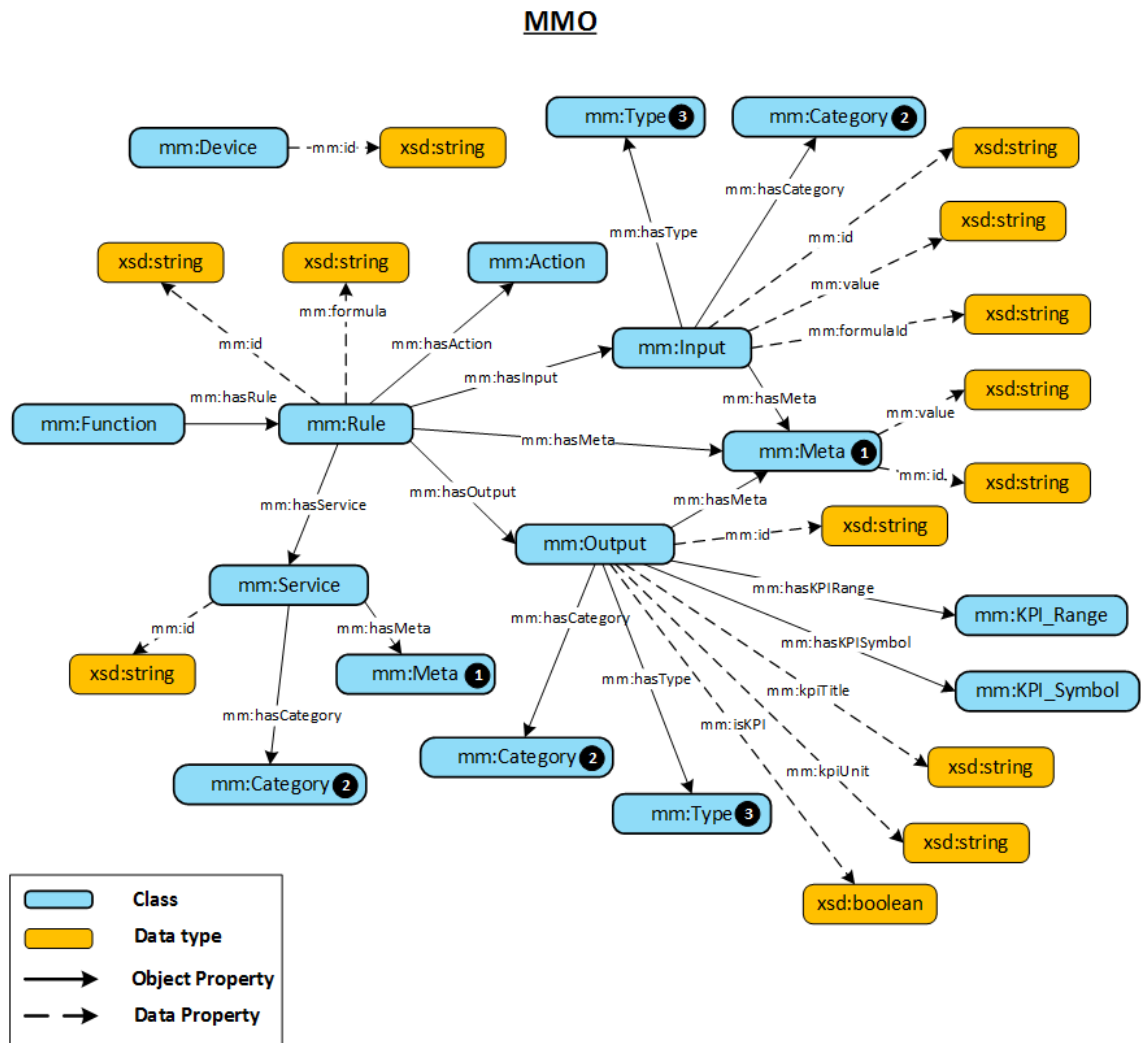 MMO
mm:Type 3
mm:Category 2
mm:Device
mm:id
xsd:string
xsd:string
mm:hasCategory
xsd:string
mm:hasType
mm:id
xsd:string
xsd:string
mm:Action
mm:value
mm:formula
mm:formulaId
xsd:string
mm:id
mm:hasAction
mm:Input
mm:hasInput
mm:hasRule
mm:hasMeta
mm:value
xsd:string
mm:Function
mm:Rule
mm:hasMeta
mm:Meta 1
mm:id
xsd:string
mm:hasOutput
mm:hasMeta
mm:hasService
mm:Output
mm:id
xsd:string
mm:Service
mm:hasKPIRange
mm:KPI_Range
mm:hasCategory
mm:id
mm:hasMeta
mm:hasKPISymbol
xsd:string
mm:Meta 1
mm:hasType
mm:kpiTitle
mm:KPI_Symbol
mm:hasCategory
mm:isKPI
mm:Category 2
mm:kpiUnit
xsd:string
mm:Category 2
mm:Type 3
xsd:string
xsd:boolean
Class
Data type
Object Property
Data Property